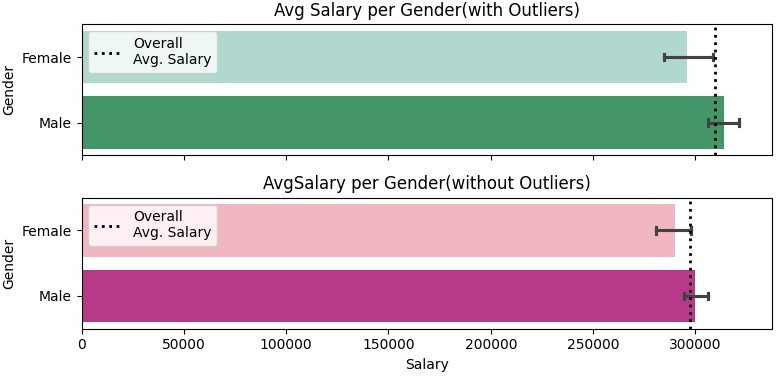 Avg Salary per Gender(with Outliers)
Overall
Avg. Salary
Female
Male
Gender
AvgSalary per Gender(without Outliers)
Overall
Avg. Salary
Female
Male
Gender
0 50000 100000 150000 200000 250000 300000
Salary